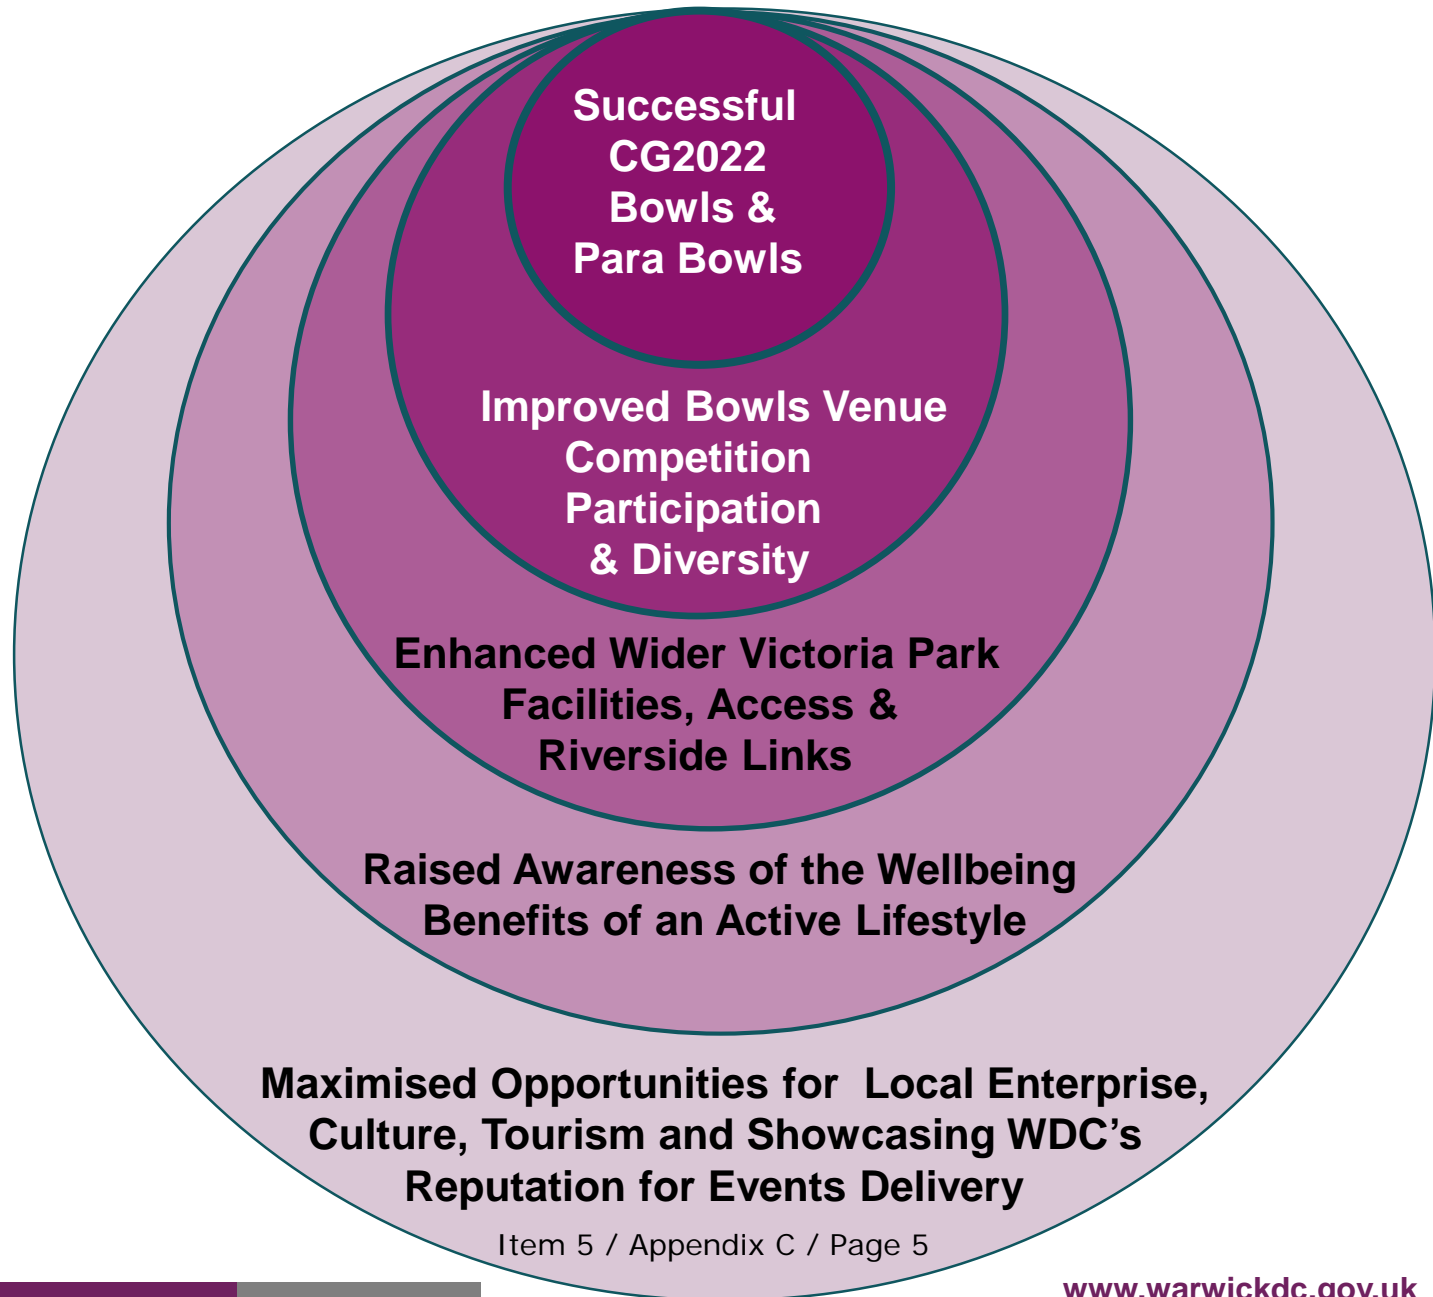 Successful
CG2022
Bowls &
Para Bowls
Improved Bowls Venue
Competition
Participation
& Diversity
Enhanced Wider Victoria Park
Facilities, Access &
Riverside Links
Raised Awareness of the Wellbeing
Benefits of an Active Lifestyle
Maximised Opportunities for Local Enterprise,
Culture, Tourism and Showcasing WDC’s
Reputation for Events Delivery
Item 5 / Appendix C / Page 5
www.warwickdc.gov.uk